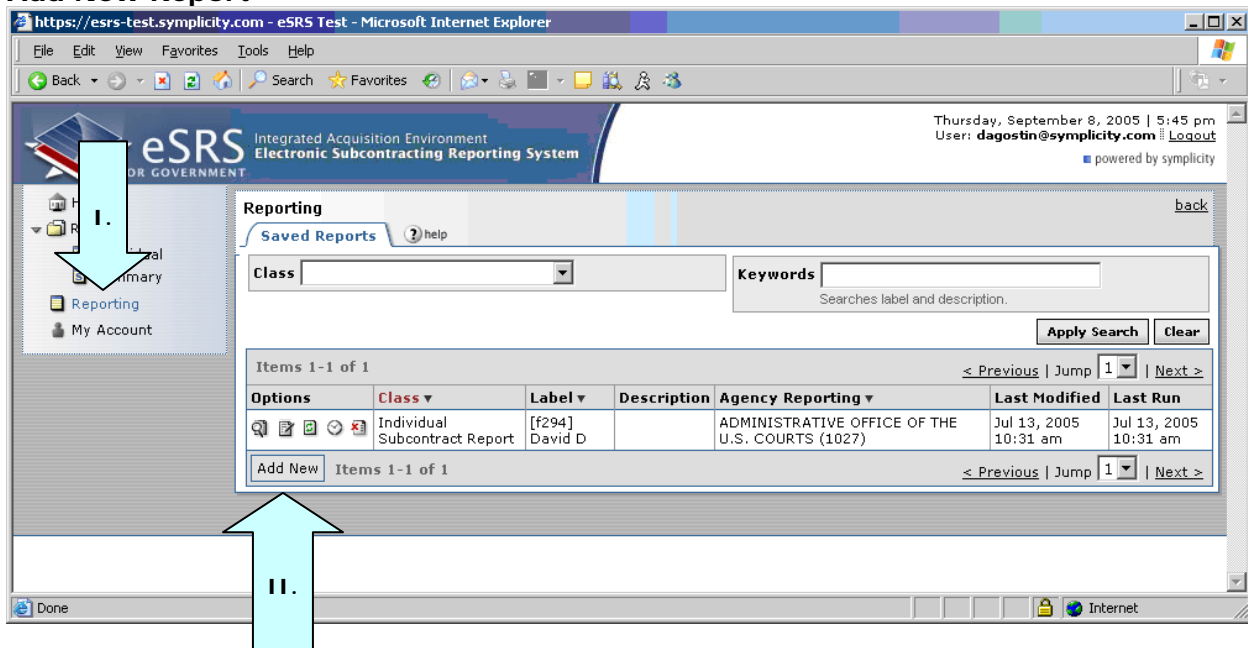 Add New Report
https://esrs-test.symplicity.com - eSRS Test - Microsoft Internet Explorer
File Edit View Favorites Tools Help
Back Search Favorites
eSRS Integrated Acquisition Environment
Electronic Subcontracting Reporting System
OR GOVERNMENT
Thursday, September 8, 2005 | 5:45 pm
User: dagostin@symplicity.com Logout
powered by symplicity
I.
Reporting
My Account
Reporting back
Saved Reports ? help
Class Keywords
Searches label and description.
Apply Search Clear
Items 1-1 of 1 < Previous | Jump 1 | Next >
Options Class Label Description Agency Reporting Last Modified Last Run
Individual Subcontract Report [f294] David D ADMINISTRATIVE OFFICE OF THE U.S. COURTS (1027) Jul 13, 2005 10:31 am Jul 13, 2005 10:31 am
Add New Items 1-1 of 1 < Previous | Jump 1 | Next >
II.
Done Internet